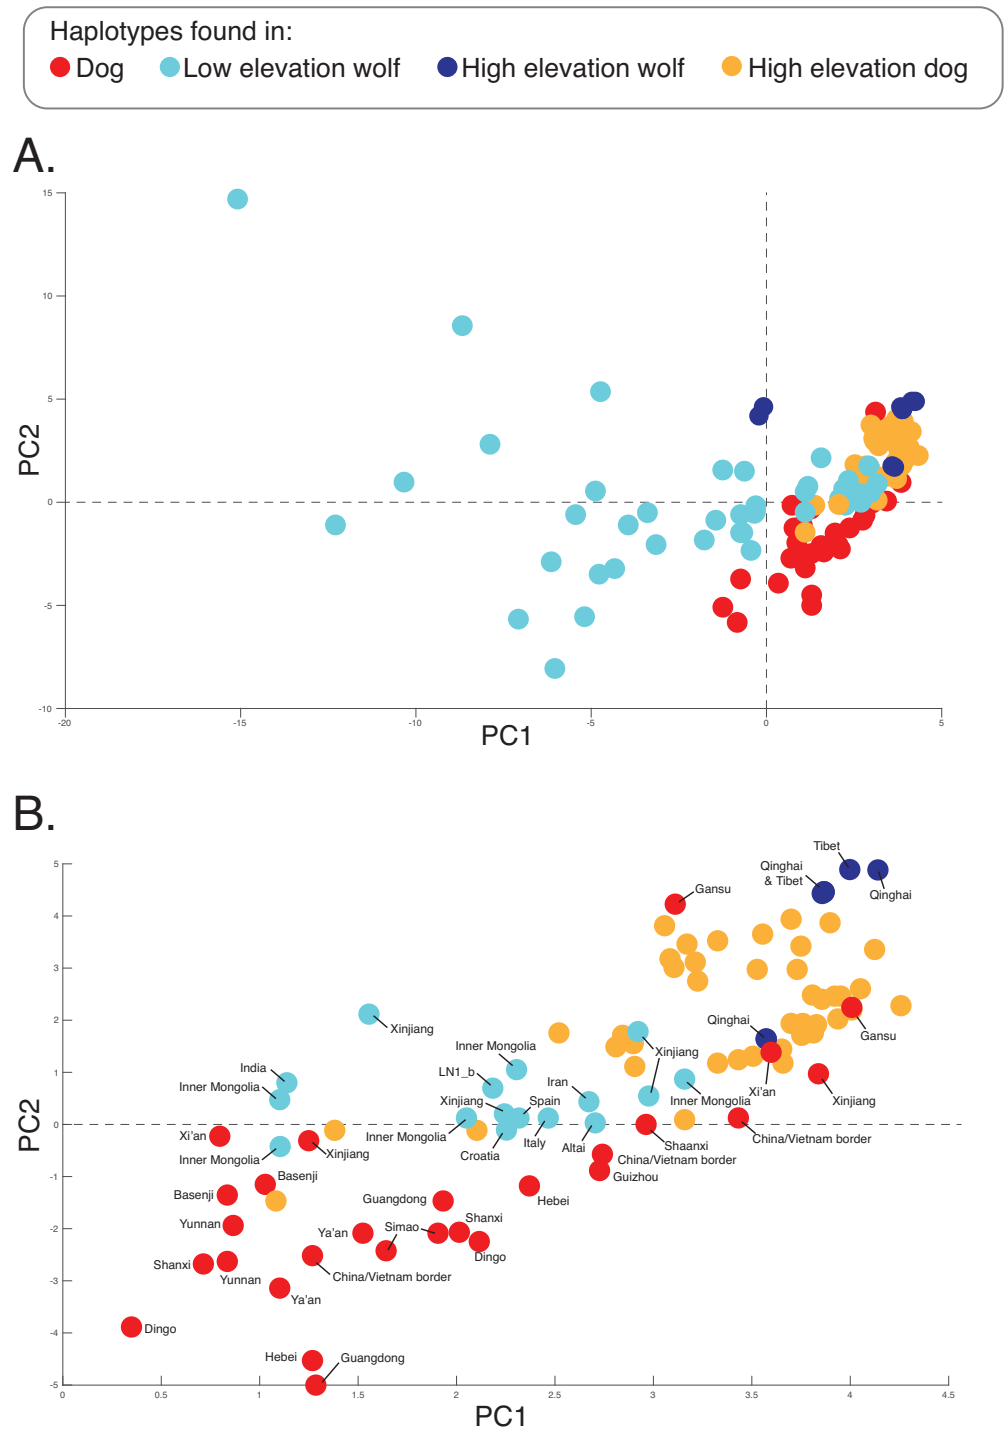 Haplotypes found in:
Dog Low elevation wolf High elevation wolf High elevation dog
A.
15
10
5
0
-5
-10
PC2
-20 -15 -10 -5 0 5
PC1
B.
5
4
3
2
1
0
-1
-2
-3
-4
-5
PC2
Tibet
Qinghai
& Tibet
Qinghai
Gansu
Xinjiang
Qinghai
Gansu
Inner Mongolia
Xinjiang
India
LN1_b
Iran
Xi'an
Inner Mongolia
Xinjiang
Spain
Inner Mongolia
Xinjiang
Xi'an
Inner Mongolia
Italy
Altai
Shaanxi
China/Vietnam border
Inner Mongolia
Xinjiang
Croatia
China/Vietnam border
Basenji
Guizhou
Basenji
Guangdong
Hebei
Yunnan
Ya'an
Simao
Shanxi
Shanxi
Dingo
Yunnan
China/Vietnam border
Ya'an
Dingo
Hebei
Guangdong
0 0.5 1 1.5 2 2.5 3 3.5 4 4.5
PC1